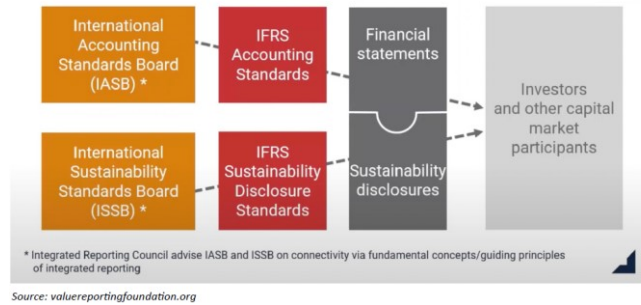 International
Accounting
Standards Board
(IASB) *
IFRS
Accounting
Standards
Financial
statements
Investors
and other capital
market
participants
International
Sustainability
Standards Board
(ISSB) *
IFRS
Sustainability
Disclosure
Standards
Sustainability
disclosures
* Integrated Reporting Council advise IASB and ISSB on connectivity via fundamental concepts/guiding principles
of integrated reporting
Source: valuereportingfoundation.org